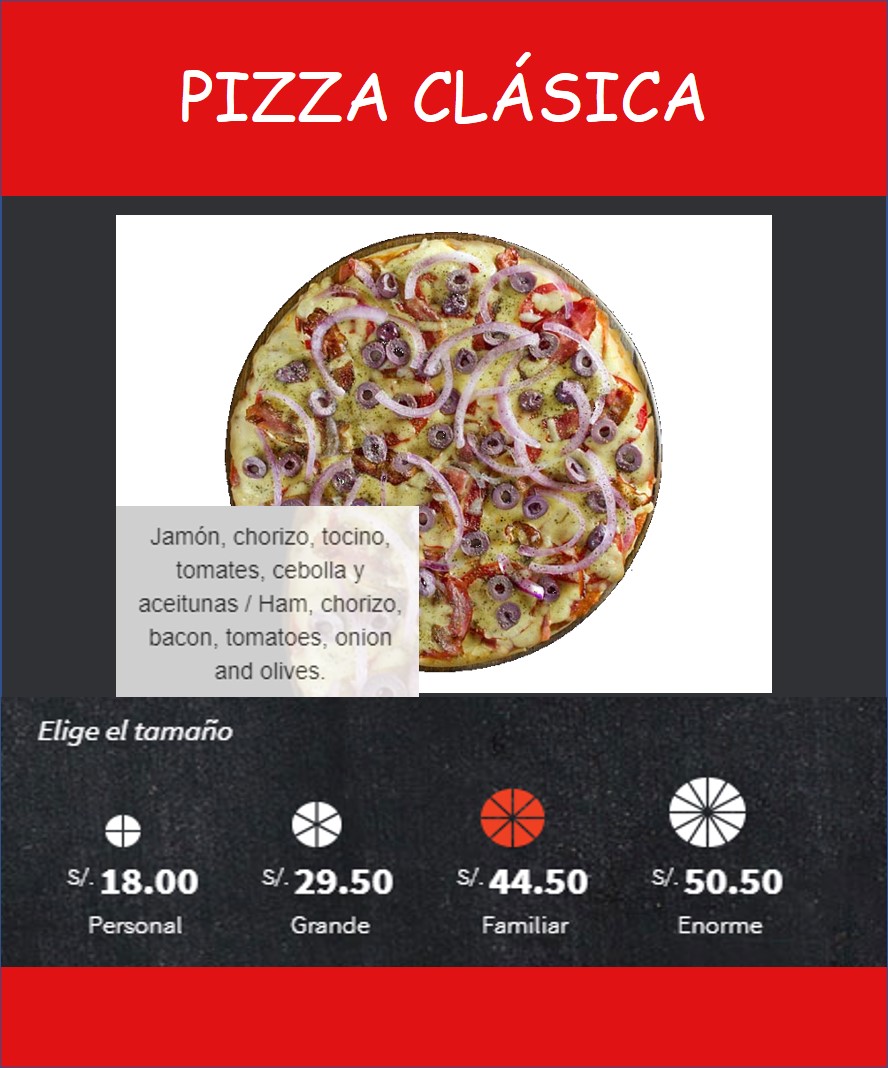 PIZZA CLÁSICA
Jamón, chorizo, tocino,
tomates, cebolla y
aceitunas / Ham, chorizo,
bacon, tomatoes, onion
and olives.
Elige el tamaño
S/. 18.00 S/. 29.50 S/. 44.50 S/. 50.50
Personal Grande Familiar Enorme